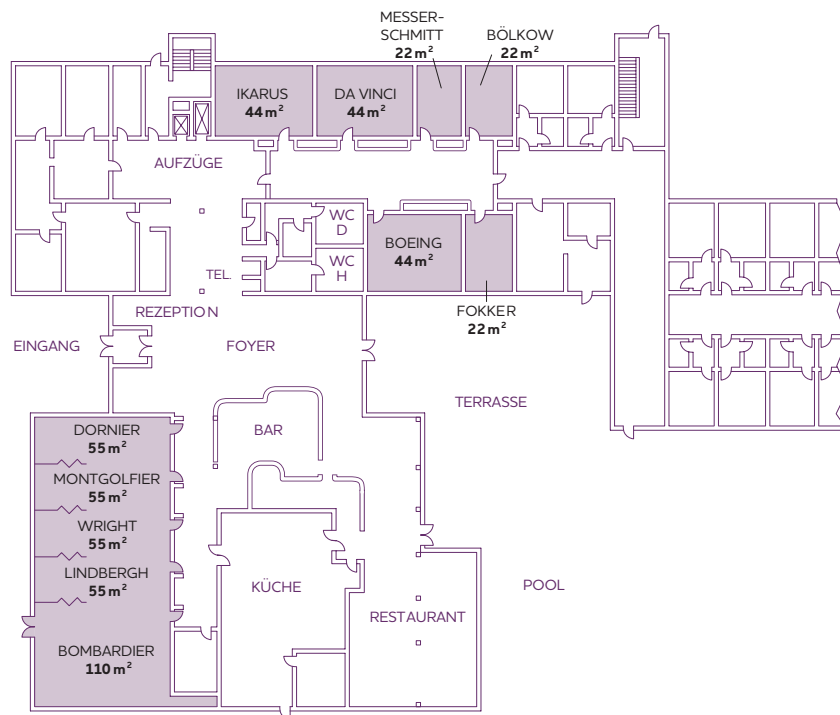 MESSER-
SCHMITT
22 m²
BÖLKOW
22 m²
IKARUS
44 m²
DA VINCI
44 m²
AUFZÜGE
WC
D
WC
H
BOEING
44 m²
TEL.
FOKKER
22 m²
REZEPTION
EINGANG
FOYER
TERRASSE
DORNIER
55 m²
BAR
MONTGOLFIER
55 m²
WRIGHT
55 m²
LINDBERGH
55 m²
KÜCHE
POOL
RESTAURANT
BOMBARDIER
110 m²